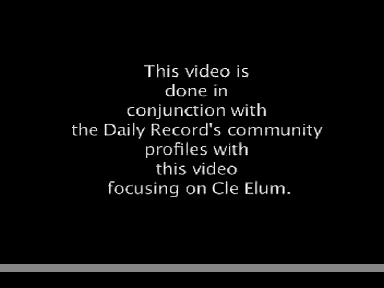 This video is
done in
conjunction with
the Daily Record's community
profiles with
this video
focusing on Cle Elum.